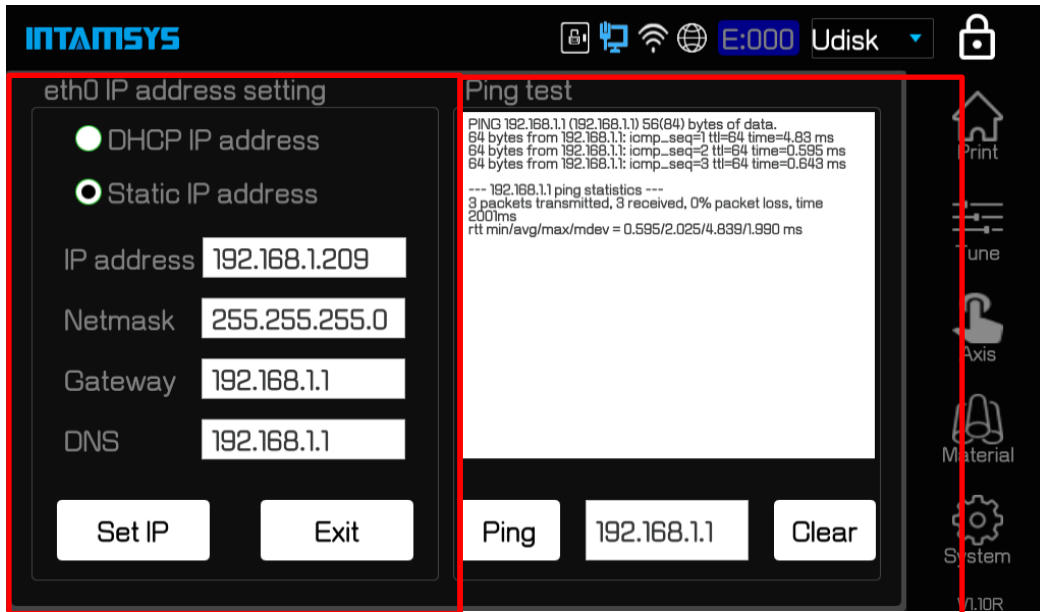 INTAMSYS
E:000 Udisk
eth0 IP address setting
DHCP IP address
Static IP address
IP address 192.168.1.209
Netmask 255.255.255.0
Gateway 192.168.1.1
DNS 192.168.1.1
Set IP Exit
Ping test
PING 192.168.1.1 (192.168.1.1) 56(84) bytes of data.
64 bytes from 192.168.1.1: icmp_seq=1 ttl=64 time=4.83 ms
64 bytes from 192.168.1.1: icmp_seq=2 ttl=64 time=0.595 ms
64 bytes from 192.168.1.1: icmp_seq=3 ttl=64 time=0.643 ms
--- 192.168.1.1 ping statistics ---
3 packets transmitted, 3 received, 0% packet loss, time
2001ms
rtt min/avg/max/mdev = 0.595/2.025/4.839/1.990 ms
Ping 192.168.1.1 Clear
Print
Tune
Axis
Material
System
V1.10R